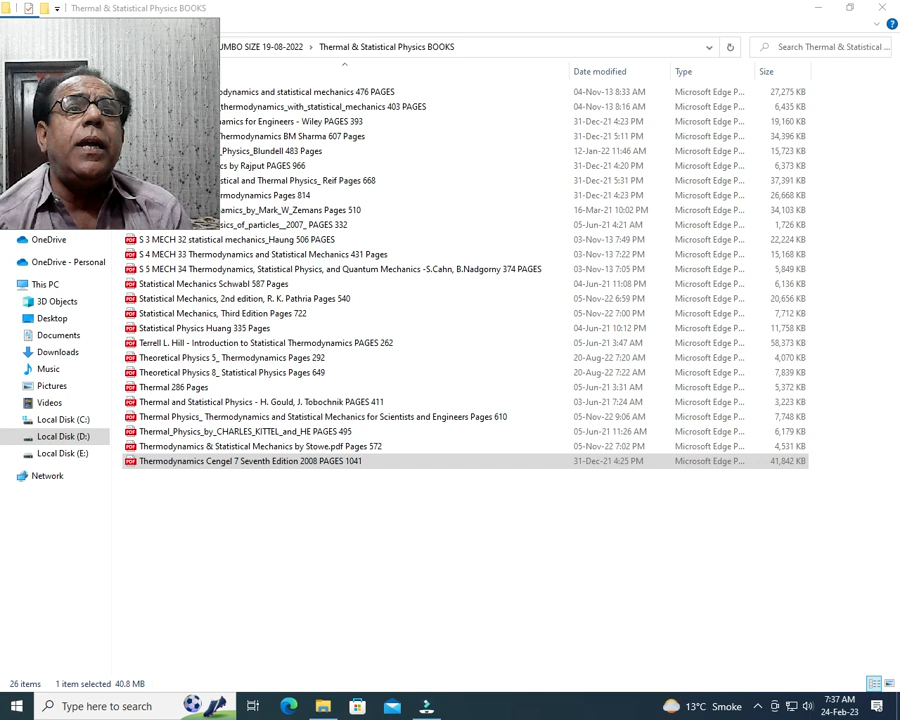 Thermal & Statistical Physics BOOKS
UMBO SIZE 19-08-2022 › Thermal & Statistical Physics BOOKS
Search Thermal & Statistical ...
Date modified Type Size
dynamics and statistical mechanics 476 PAGES 04-Nov-13 8:33 AM Microsoft Edge P... 27,275 KB
thermodynamics_with_statistical_mechanics 403 PAGES 04-Nov-13 8:16 AM Microsoft Edge P... 6,435 KB
amics for Engineers - Wiley PAGES 393 31-Dec-21 4:23 PM Microsoft Edge P... 19,160 KB
Thermodynamics BM Sharma 607 Pages 31-Dec-21 5:11 PM Microsoft Edge P... 34,396 KB
_Physics_Blundell 483 Pages 12-Jan-22 11:46 AM Microsoft Edge P... 15,723 KB
ics by Rajput PAGES 966 31-Dec-21 4:20 PM Microsoft Edge P... 6,373 KB
stical and Thermal Physics_ Reif Pages 668 31-Dec-21 5:31 PM Microsoft Edge P... 37,391 KB
rmodynamics Pages 814 31-Dec-21 4:23 PM Microsoft Edge P... 26,668 KB
amics_by_Mark_W_Zemans Pages 510 16-Mar-21 10:02 PM Microsoft Edge P... 34,103 KB
sics_of_particles__2007_ PAGES 332 05-Jun-21 4:21 AM Microsoft Edge P... 1,726 KB
OneDrive
S 3 MECH 32 statistical mechanics_Haung 506 PAGES 03-Nov-13 7:49 PM Microsoft Edge P... 22,224 KB
S 4 MECH 33 Thermodynamics and Statistical Mechanics 431 Pages 03-Nov-13 7:22 PM Microsoft Edge P... 15,168 KB
OneDrive - Personal
S 5 MECH 34 Thermodynamics, Statistical Physics, and Quantum Mechanics -S.Cahn, B.Nadgorny 374 PAGES 03-Nov-13 7:05 PM Microsoft Edge P... 5,849 KB
This PC
Statistical Mechanics Schwabl 587 Pages 04-Jun-21 11:08 PM Microsoft Edge P... 6,136 KB
3D Objects
Statistical Mechanics, 2nd edition, R. K. Pathria Pages 540 05-Nov-22 6:59 PM Microsoft Edge P... 20,656 KB
Desktop
Statistical Mechanics, Third Edition Pages 722 05-Nov-22 7:00 PM Microsoft Edge P... 7,712 KB
Documents
Statistical Physics Huang 335 Pages 04-Jun-21 10:12 PM Microsoft Edge P... 11,758 KB
Downloads
Terrell L. Hill - Introduction to Statistical Thermodynamics PAGES 262 05-Jun-21 3:47 AM Microsoft Edge P... 58,373 KB
Theoretical Physics 5_ Thermodynamics Pages 292 20-Aug-22 7:20 AM Microsoft Edge P... 4,070 KB
Music
Theoretical Physics 8_ Statistical Physics Pages 649 20-Aug-22 7:22 AM Microsoft Edge P... 7,839 KB
Pictures
Thermal 286 Pages 05-Jun-21 3:31 AM Microsoft Edge P... 5,372 KB
Videos
Thermal and Statistical Physics - H. Gould, J. Tobochnik PAGES 411 03-Jun-21 7:24 AM Microsoft Edge P... 3,223 KB
Local Disk (C:)
Thermal Physics_ Thermodynamics and Statistical Mechanics for Scientists and Engineers Pages 610 05-Nov-22 9:06 AM Microsoft Edge P... 7,748 KB
Local Disk (D:)
Thermal_Physics_by_CHARLES_KITTEL_and_HE PAGES 495 05-Jun-21 11:26 AM Microsoft Edge P... 6,179 KB
Thermodynamics & Statistical Mechanics by Stowe.pdf Pages 572 05-Nov-22 7:02 PM Microsoft Edge P... 4,531 KB
Local Disk (E:)
Thermodynamics Cengel 7 Seventh Edition 2008 PAGES 1041 31-Dec-21 4:25 PM Microsoft Edge P... 41,842 KB
Network
26 items 1 item selected 40.8 MB
Type here to search
13°C Smoke
7:37 AM
24-Feb-23